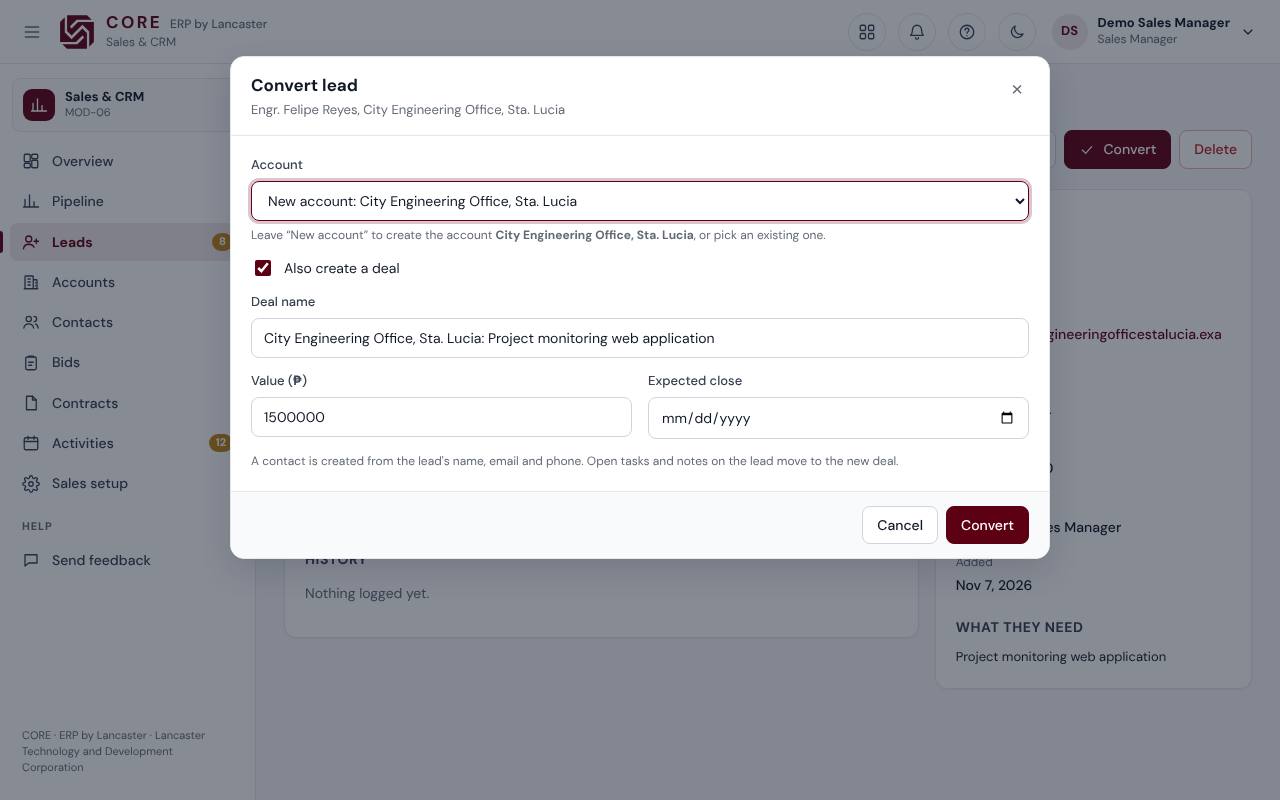 CORE ERP by Lancaster
Sales & CRM
DS
Demo Sales Manager
Sales Manager
Sales & CRM
MOD-06
Overview
Pipeline
Leads 8
Accounts
Contacts
Bids
Contracts
Activities 12
Sales setup
HELP
Send feedback
CORE · ERP by Lancaster · Lancaster
Technology and Development
Corporation
Convert
Delete
Convert lead
Engr. Felipe Reyes, City Engineering Office, Sta. Lucia
Account
New account: City Engineering Office, Sta. Lucia
Leave “New account” to create the account City Engineering Office, Sta. Lucia, or pick an existing one.
Also create a deal
Deal name
City Engineering Office, Sta. Lucia: Project monitoring web application
Value (₱)
Expected close
1500000
mm/dd/yyyy
A contact is created from the lead's name, email and phone. Open tasks and notes on the lead move to the new deal.
Cancel
Convert
HISTORY
Nothing logged yet.
gineeringofficestalucia.exa
es Manager
Added
Nov 7, 2026
WHAT THEY NEED
Project monitoring web application